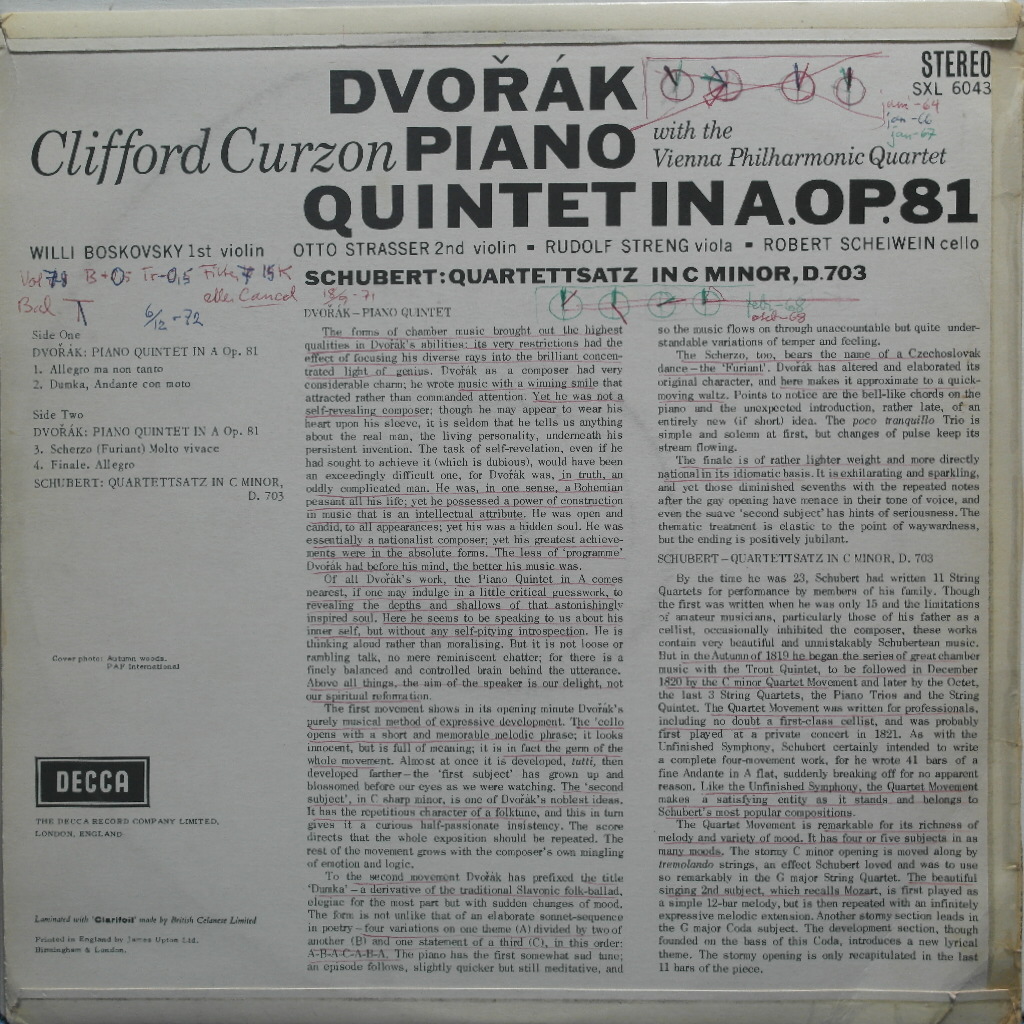 DVOŘÁK
STEREO
SXL 6043
juni-64
jan-66
jan-67
Clifford Curzon PIANO with the
Vienna Philharmonic Quartet
QUINTET IN A. OP. 81
WILLI BOSKOVSKY 1st violin OTTO STRASSER 2nd violin ▪ RUDOLF STRENG viola ▪ ROBERT SCHEIWEIN cello
SCHUBERT: QUARTETTSATZ IN C MINOR, D. 703
Bal T 6/12-72
Side One
DVOŘÁK: PIANO QUINTET IN A Op. 81
1. Allegro ma non tanto
2. Dumka, Andante con moto
Side Two
DVOŘÁK: PIANO QUINTET IN A Op. 81
3. Scherzo (Furiant) Molto vivace
4. Finale. Allegro
SCHUBERT: QUARTETTSATZ IN C MINOR,
D. 703
Cover photo: Autumn woods.
PAF International
DECCA
THE DECCA RECORD COMPANY LIMITED,
LONDON, ENGLAND
Laminated with 'Clarifoil' made by British Celanese Limited
Printed in England by James Upton Ltd.
Birmingham & London.
DVOŘÁK – PIANO QUINTET
The forms of chamber music brought out the highest
qualities in Dvořák's abilities: its very restrictions had the
effect of focusing his diverse rays into the brilliant concen-
trated light of genius. Dvořák as a composer had very
considerable charm; he wrote music with a winning smile that
attracted rather than commanded attention. Yet he was not a
self-revealing composer; though he may appear to wear his
heart upon his sleeve, it is seldom that he tells us anything
about the real man, the living personality, underneath his
persistent invention. The task of self-revelation, even if he
had sought to achieve it (which is dubious), would have been
an exceedingly difficult one, for Dvořák was, in truth, an
oddly complicated man. He was, in one sense, a Bohemian
peasant all his life; yet he possessed a power of construction
in music that is an intellectual attribute. He was open and
candid, to all appearances; yet his was a hidden soul. He was
essentially a nationalist composer; yet his greatest achieve-
ments were in the absolute forms. The less of 'programme'
Dvořák had before his mind, the better his music was.
Of all Dvořák's work, the Piano Quintet in A comes
nearest, if one may indulge in a little critical guesswork, to
revealing the depths and shallows of that astonishingly
inspired soul. Here he seems to be speaking to us about his
inner self, but without any self-pitying introspection. He is
thinking aloud rather than moralising. But it is not loose or
rambling talk, no mere reminiscent chatter; for there is a
finely balanced and controlled brain behind the utterance.
Above all things, the aim of the speaker is our delight, not
our spiritual reformation.
The first movement shows in its opening minute Dvořák's
purely musical method of expressive development. The 'cello
opens with a short and memorable melodic phrase; it looks
innocent, but is full of meaning; it is in fact the germ of the
whole movement. Almost at once it is developed, tutti, then
developed farther – the 'first subject' has grown up and
blossomed before our eyes as we were watching. The 'second
subject', in C sharp minor, is one of Dvořák's noblest ideas.
It has the repetitious character of a folktune, and this in turn
gives it a curious half-passionate insistency. The score
directs that the whole exposition should be repeated. The
rest of the movement grows with the composer's own mingling
of emotion and logic.
To the second movement Dvořák has prefixed the title
'Dumka' – a derivative of the traditional Slavonic folk-ballad,
elegiac for the most part but with sudden changes of mood.
The form is not unlike that of an elaborate sonnet-sequence
in poetry – four variations on one theme (A) divided by two of
another (B) and one statement of a third (C), in this order:
A-B-A-C-A-B-A. The piano has the first somewhat sad tune;
an episode follows, slightly quicker but still meditative, and
so the music flows on through unaccountable but quite under-
standable variations of temper and feeling.
The Scherzo, too, bears the name of a Czechoslovak
dance – the 'Furiant'. Dvořák has altered and elaborated its
original character, and here makes it approximate to a quick-
moving waltz. Points to notice are the bell-like chords on the
piano and the unexpected introduction, rather late, of an
entirely new (if short) idea. The poco tranquillo Trio is
simple and solemn at first, but changes of pulse keep its
stream flowing.
The finale is of rather lighter weight and more directly
national in its idiomatic basis. It is exhilarating and sparkling,
and yet those diminished sevenths with the repeated notes
after the gay opening have menace in their tone of voice, and
even the suave 'second subject' has hints of seriousness. The
thematic treatment is elastic to the point of waywardness,
but the ending is positively jubilant.
SCHUBERT – QUARTETTSATZ IN C MINOR, D. 703
By the time he was 23, Schubert had written 11 String
Quartets for performance by members of his family. Though
the first was written when he was only 15 and the limitations
of amateur musicians, particularly those of his father as a
cellist, occasionally inhibited the composer, these works
contain very beautiful and unmistakably Schubertean music.
But in the Autumn of 1819 he began the series of great chamber
music with the Trout Quintet, to be followed in December
1820 by the C minor Quartet Movement and later by the Octet,
the last 3 String Quartets, the Piano Trios and the String
Quintet. The Quartet Movement was written for professionals,
including no doubt a first-class cellist, and was probably
first played at a private concert in 1821. As with the
Unfinished Symphony, Schubert certainly intended to write
a complete four-movement work, for he wrote 41 bars of a
fine Andante in A flat, suddenly breaking off for no apparent
reason. Like the Unfinished Symphony, the Quartet Movement
makes a satisfying entity as it stands and belongs to
Schubert's most popular compositions.
The Quartet Movement is remarkable for its richness of
melody and variety of mood. It has four or five subjects in as
many moods. The stormy C minor opening is moved along by
tremolando strings, an effect Schubert loved and was to use
so remarkably in the G major String Quartet. The beautiful
singing 2nd subject, which recalls Mozart, is first played as
a simple 12-bar melody, but is then repeated with an infinitely
expressive melodic extension. Another stormy section leads in
the G major Coda subject. The development section, though
founded on the bass of this Coda, introduces a new lyrical
theme. The stormy opening is only recapitulated in the last
11 bars of the piece.